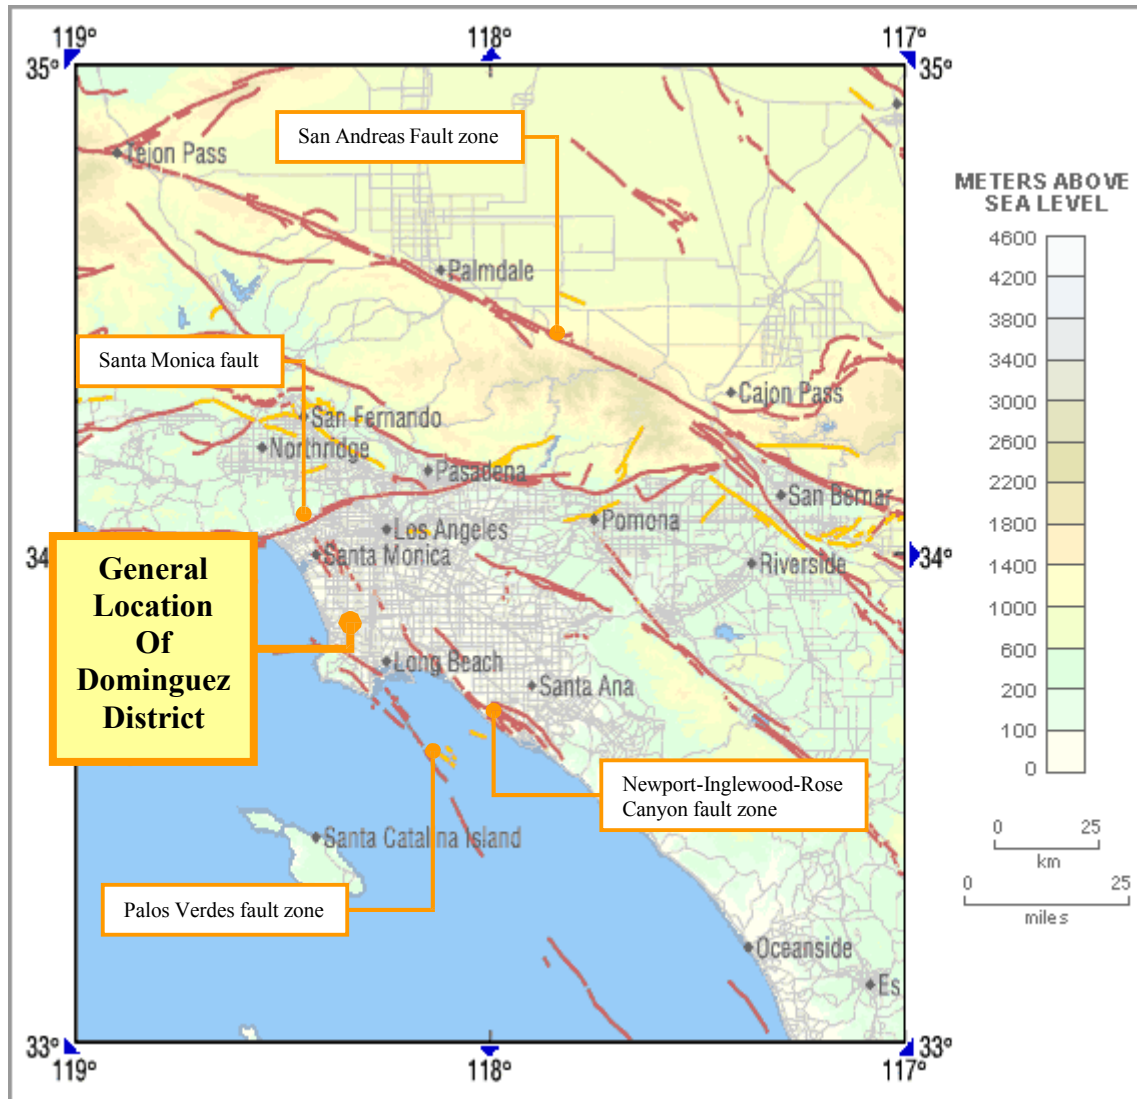 119°
118°
117°
35°
35°
San Andreas Fault zone
Tejon Pass
METERS ABOVE
SEA LEVEL
4600
4200
3800
3400
3000
2600
2200
1800
1400
1000
600
200
100
0
Palmdale
Santa Monica fault
Cajon Pass
San Fernando
Northridge
Pasadena
San Bernar
Pomona
Los Angeles
Santa Monica
34°
Riverside
General
Location
Of
Dominguez
District
Long Beach
Santa Ana
Newport-Inglewood-Rose
Canyon fault zone
Santa Catalina Island
0 25
km
0 25
miles
Palos Verdes fault zone
Oceanside
Es
33°
33°
119°
118°
117°